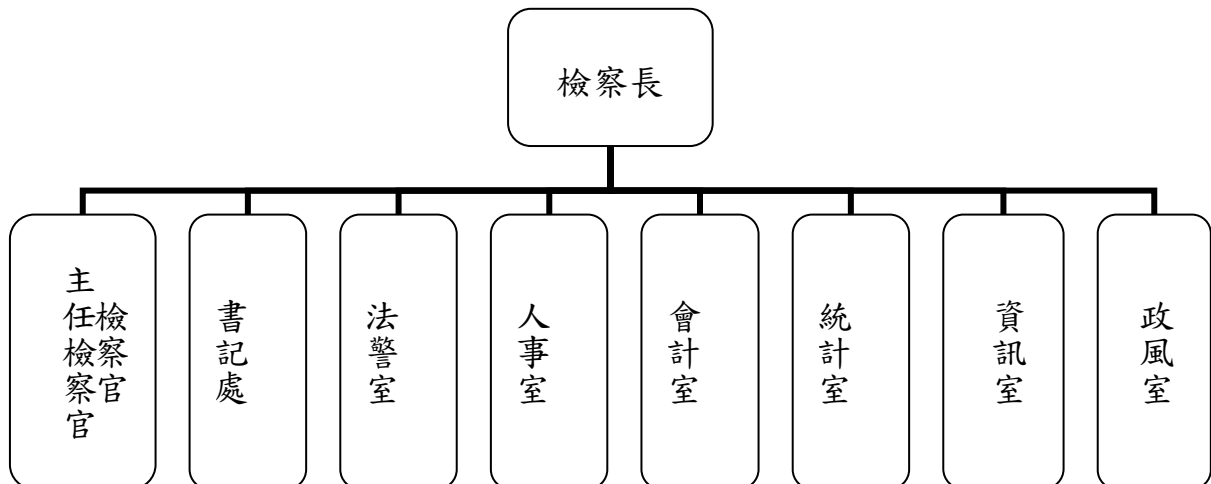 檢察長
主任檢察官
檢察官
書記處
法警室
人事室
會計室
統計室
資訊室
政風室